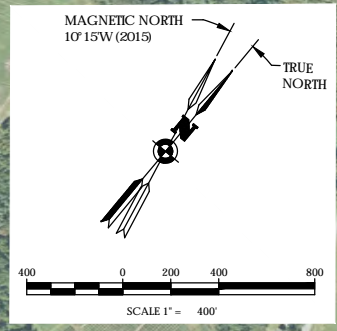 MAGNETIC NORTH
10° 15'W (2015)
TRUE
NORTH
N
400 0 200 400 800
SCALE 1" = 400'